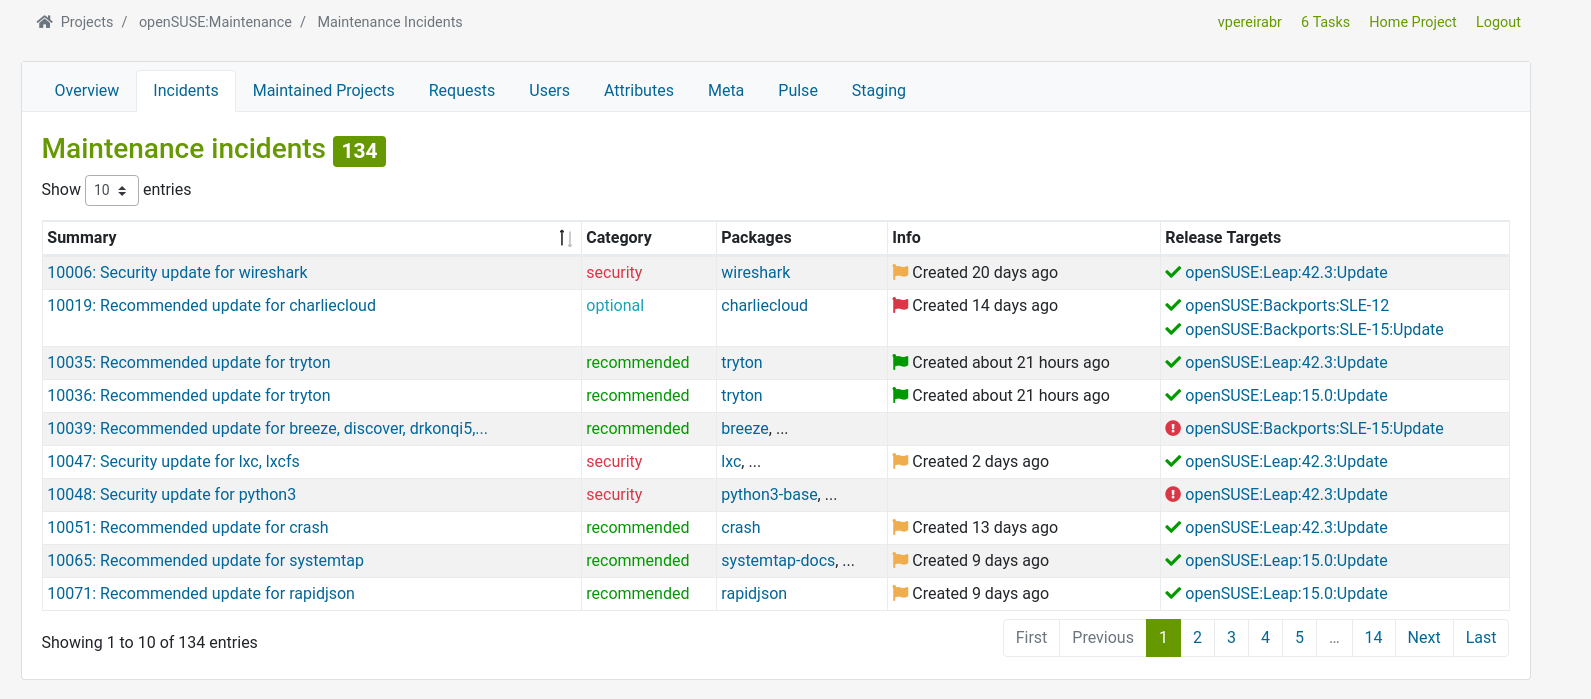 Projects / openSUSE:Maintenance / Maintenance Incidents vpereirabr 6 Tasks Home Project Logout
Overview Incidents Maintained Projects Requests Users Attributes Meta Pulse Staging
Maintenance incidents 134
Show 10 entries
Summary Category Packages Info Release Targets
10006: Security update for wireshark security wireshark Created 20 days ago openSUSE:Leap:42.3:Update
10019: Recommended update for charliecloud optional charliecloud Created 14 days ago openSUSE:Backports:SLE-12
openSUSE:Backports:SLE-15:Update
10035: Recommended update for tryton recommended tryton Created about 21 hours ago openSUSE:Leap:42.3:Update
10036: Recommended update for tryton recommended tryton Created about 21 hours ago openSUSE:Leap:15.0:Update
10039: Recommended update for breeze, discover, drkonqi5,... recommended breeze, ... openSUSE:Backports:SLE-15:Update
10047: Security update for lxc, lxcfs security lxc, ... Created 2 days ago openSUSE:Leap:42.3:Update
10048: Security update for python3 security python3-base, ... openSUSE:Leap:42.3:Update
10051: Recommended update for crash recommended crash Created 13 days ago openSUSE:Leap:42.3:Update
10065: Recommended update for systemtap recommended systemtap-docs, ... Created 9 days ago openSUSE:Leap:15.0:Update
10071: Recommended update for rapidjson recommended rapidjson Created 9 days ago openSUSE:Leap:15.0:Update
Showing 1 to 10 of 134 entries First Previous 1 2 3 4 5 ... 14 Next Last